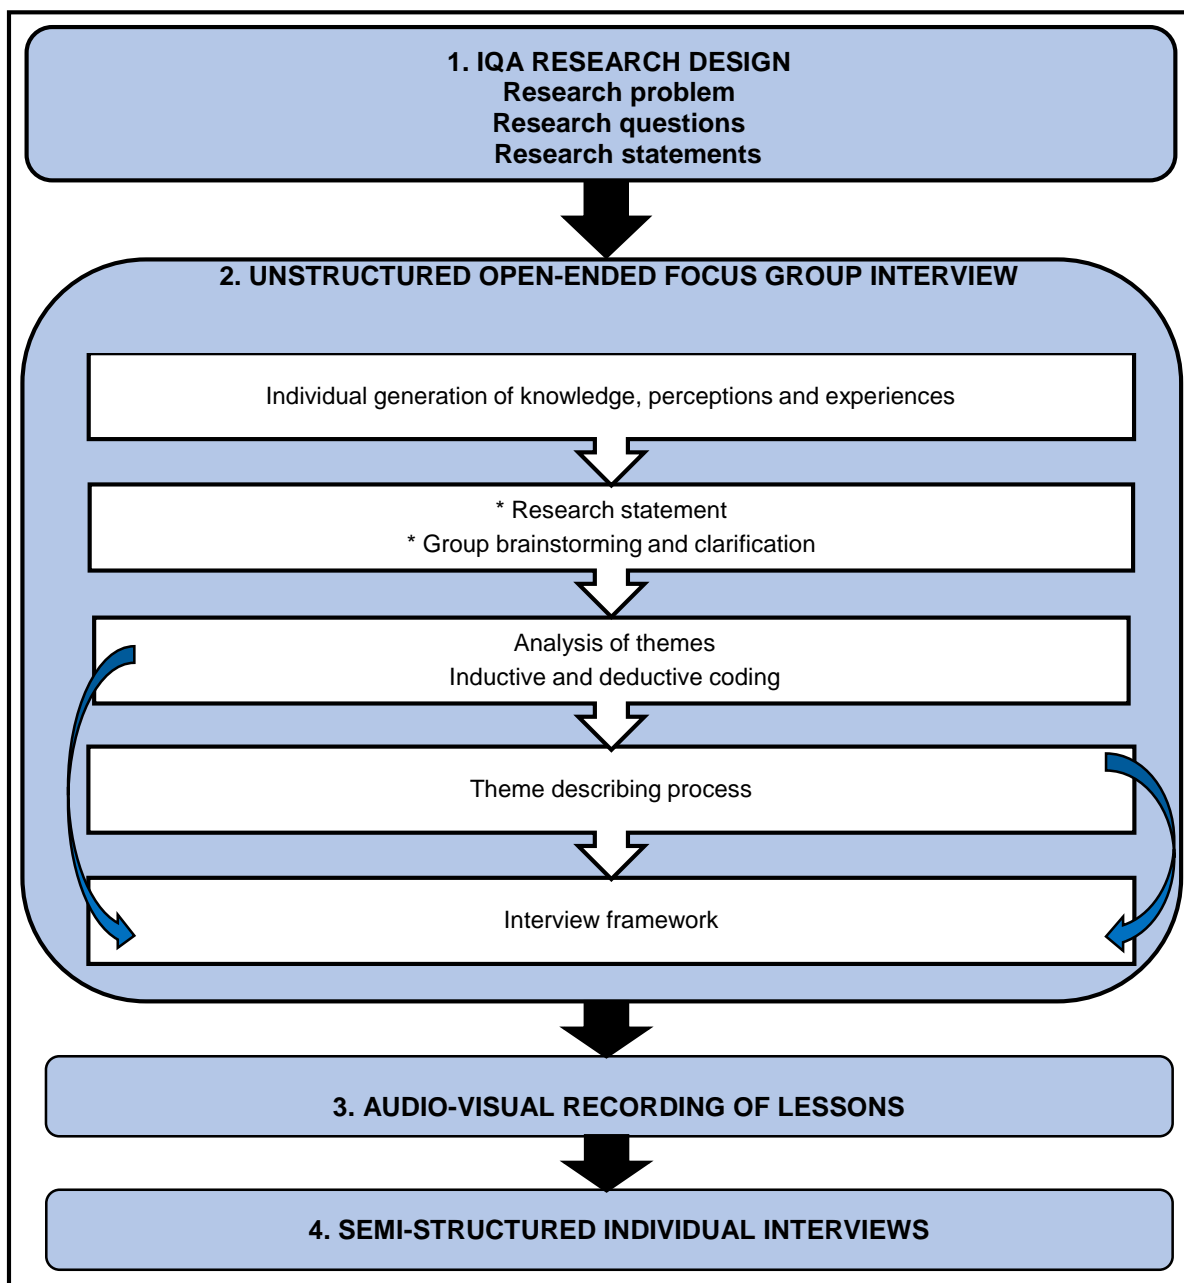 1. IQA RESEARCH DESIGN
Research problem
Research questions
Research statements
2. UNSTRUCTURED OPEN-ENDED FOCUS GROUP INTERVIEW
Individual generation of knowledge, perceptions and experiences
* Research statement
* Group brainstorming and clarification
Analysis of themes
Inductive and deductive coding
Theme describing process
Interview framework
3. AUDIO-VISUAL RECORDING OF LESSONS
4. SEMI-STRUCTURED INDIVIDUAL INTERVIEWS